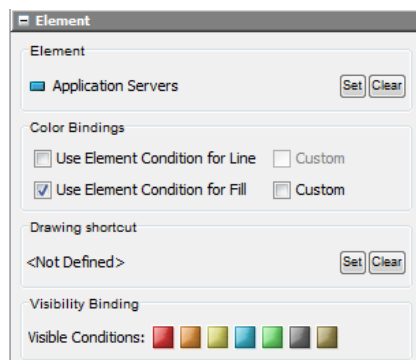 Element
Element
Application Servers Set Clear
Color Bindings
Use Element Condition for Line Custom
Use Element Condition for Fill Custom
Drawing shortcut
<Not Defined> Set Clear
Visibility Binding
Visible Conditions: